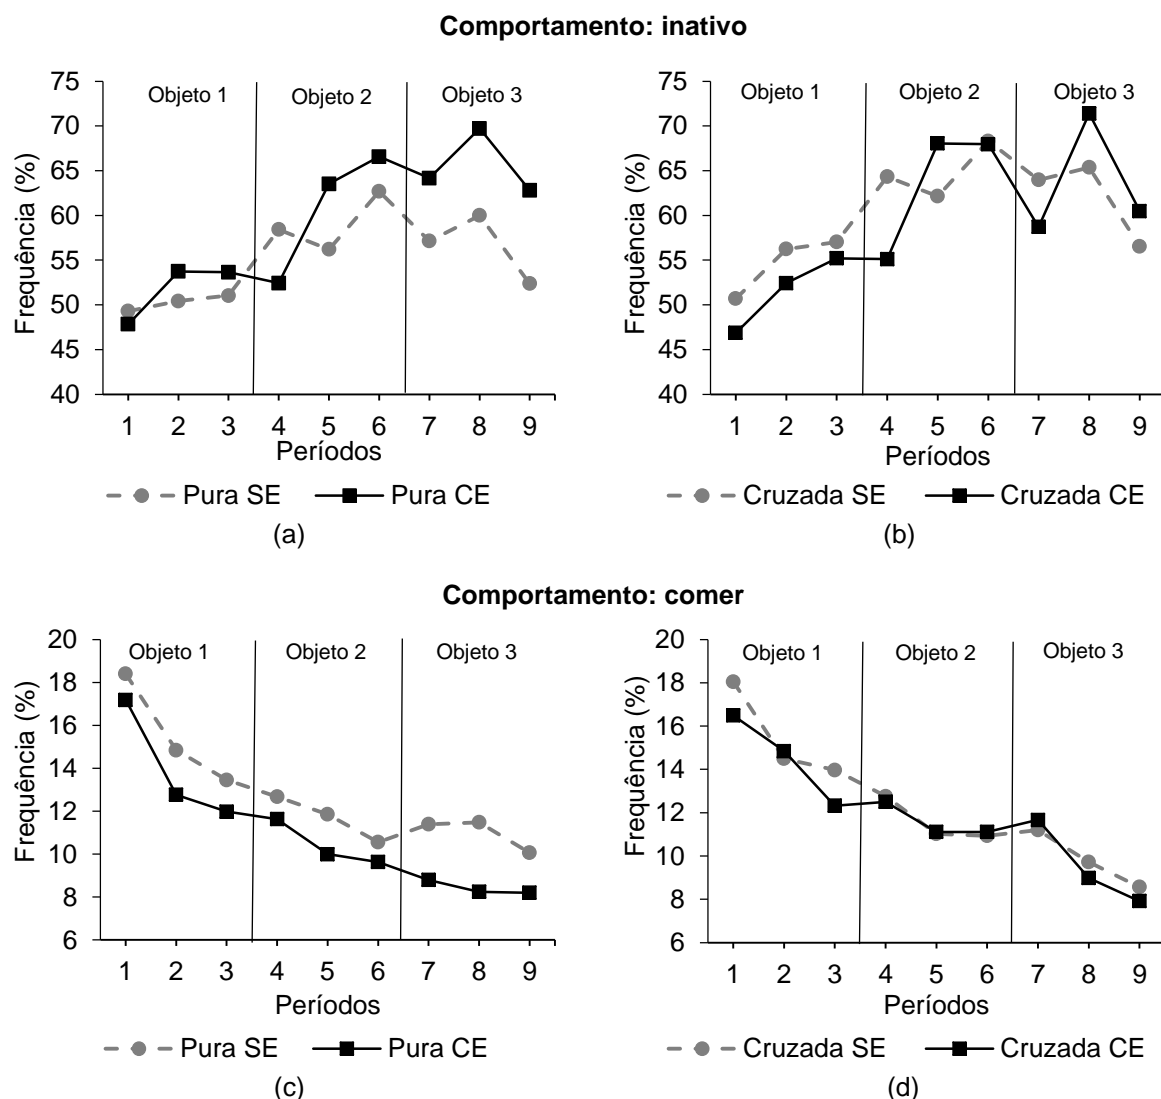 Comportamento: inativo
75
70
65
60
55
50
45
40
Frequência (%)
Objeto 1 Objeto 2 Objeto 3
1 2 3 4 5 6 7 8 9
Períodos
Pura SE Pura CE
(a)
75
70
65
60
55
50
45
40
Frequência (%)
Objeto 1 Objeto 2 Objeto 3
1 2 3 4 5 6 7 8 9
Períodos
Cruzada SE Cruzada CE
(b)
Comportamento: comer
20
18
16
14
12
10
8
6
Frequência (%)
Objeto 1 Objeto 2 Objeto 3
1 2 3 4 5 6 7 8 9
Períodos
Pura SE Pura CE
(c)
20
18
16
14
12
10
8
6
Frequência (%)
Objeto 1 Objeto 2 Objeto 3
1 2 3 4 5 6 7 8 9
Períodos
Cruzada SE Cruzada CE
(d)